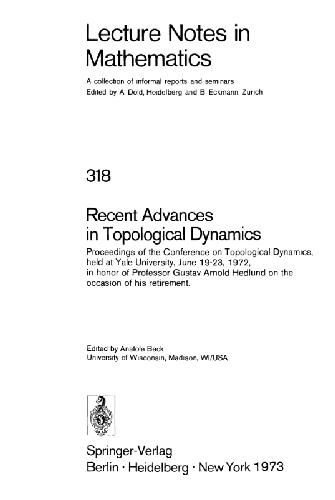 Lecture Notes in
Mathematics
A collection of informal reports and seminars
Edited by A. Dold, Heidelberg and B. Eckmann, Zurich
318
Recent Advances
in Topological Dynamics
Proceedings of the Conference on Topological Dynamics,
held at Yale University, June 19-23, 1972,
in honor of Professor Gustav Arnold Hedlund on the
occasion of his retirement.
Edited by Anatole Beck
University of Wisconsin, Madison, WI/USA
Springer-Verlag
Berlin · Heidelberg · New York 1973